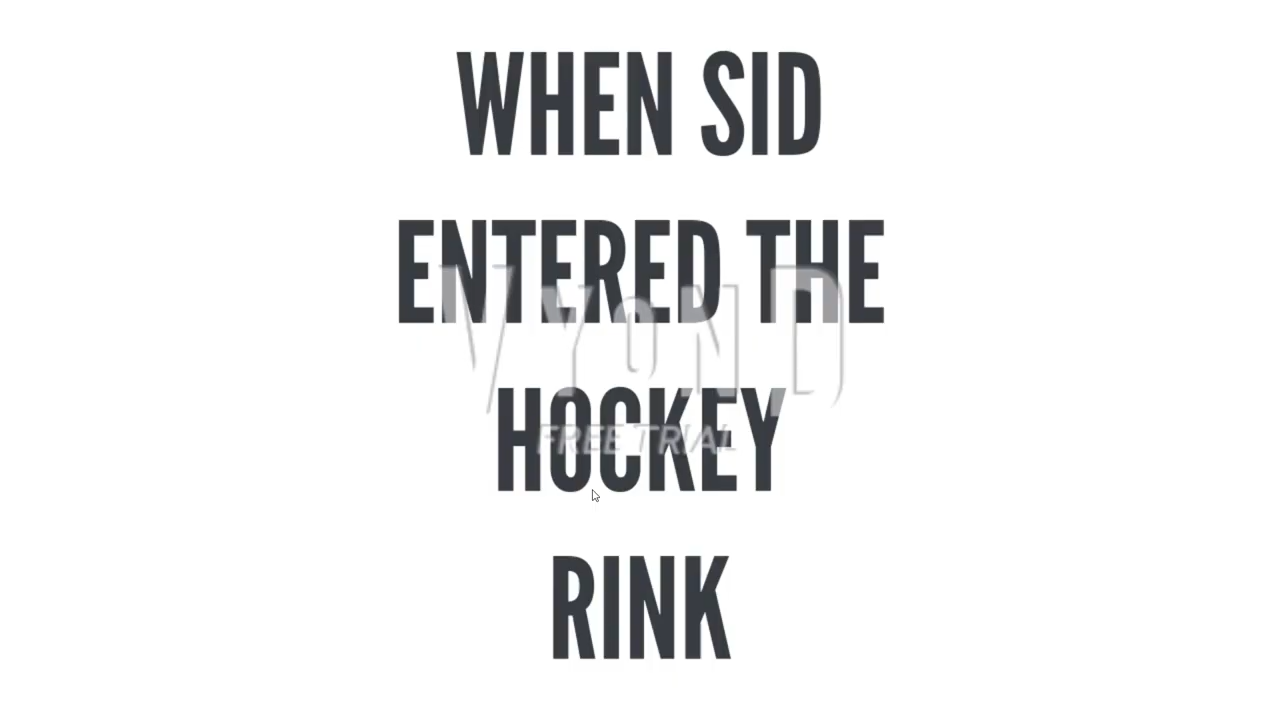 WHEN SID
ENTERED THE
VYOND
HOCKEY
FREE TRIAL
RINK